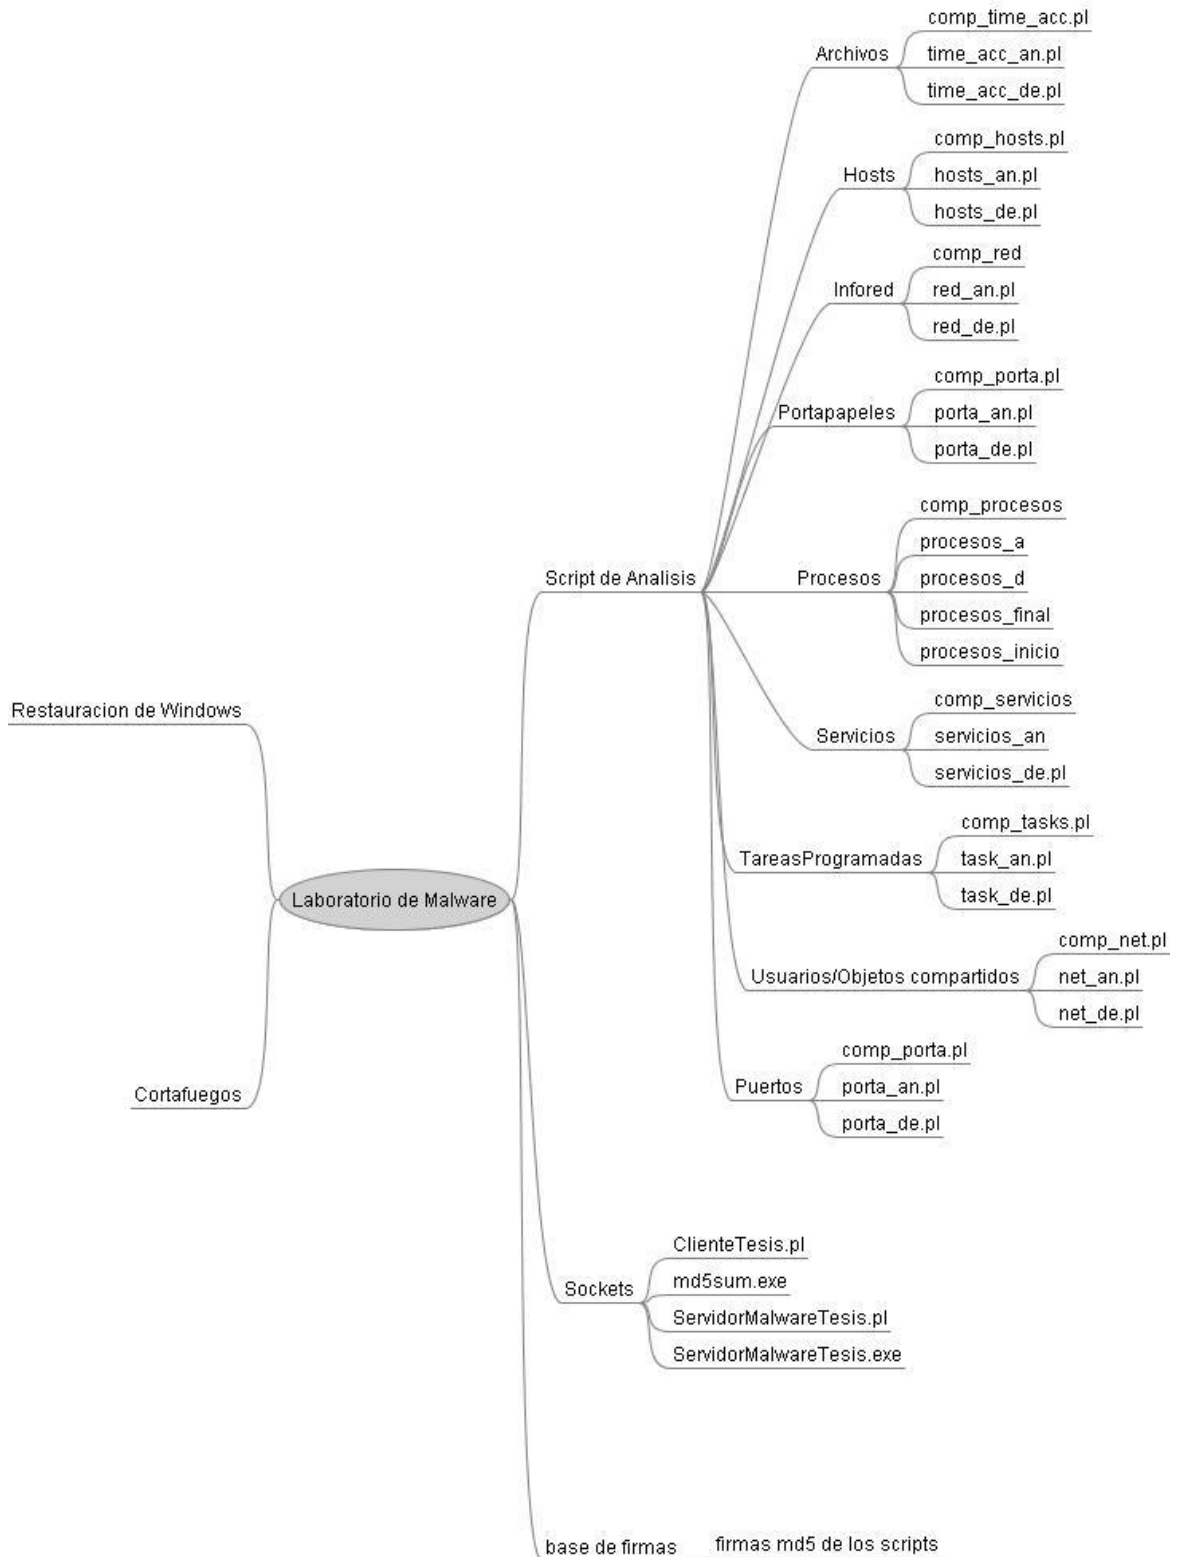 comp_time_acc.pl
Archivos
time_acc_an.pl
time_acc_de.pl
comp_hosts.pl
Hosts
hosts_an.pl
hosts_de.pl
comp_red
Infored
red_an.pl
red_de.pl
comp_porta.pl
Portapapeles
porta_an.pl
porta_de.pl
comp_procesos
procesos_a
Script de Analisis
Procesos
procesos_d
procesos_final
procesos_inicio
Restauracion de Windows
comp_servicios
Servicios
servicios_an
servicios_de.pl
comp_tasks.pl
TareasProgramadas
task_an.pl
task_de.pl
Laboratorio de Malware
comp_net.pl
Usuarios/Objetos compartidos
net_an.pl
net_de.pl
comp_porta.pl
Cortafuegos
Puertos
porta_an.pl
porta_de.pl
ClienteTesis.pl
Sockets
md5sum.exe
ServidorMalwareTesis.pl
ServidorMalwareTesis.exe
base de firmas
firmas md5 de los scripts